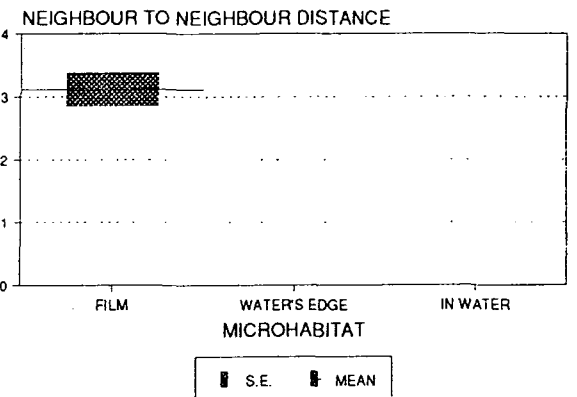 NEIGHBOUR TO NEIGHBOUR DISTANCE
4
3
2
1
0
FILM WATER'S EDGE IN WATER
MICROHABITAT
S.E. MEAN